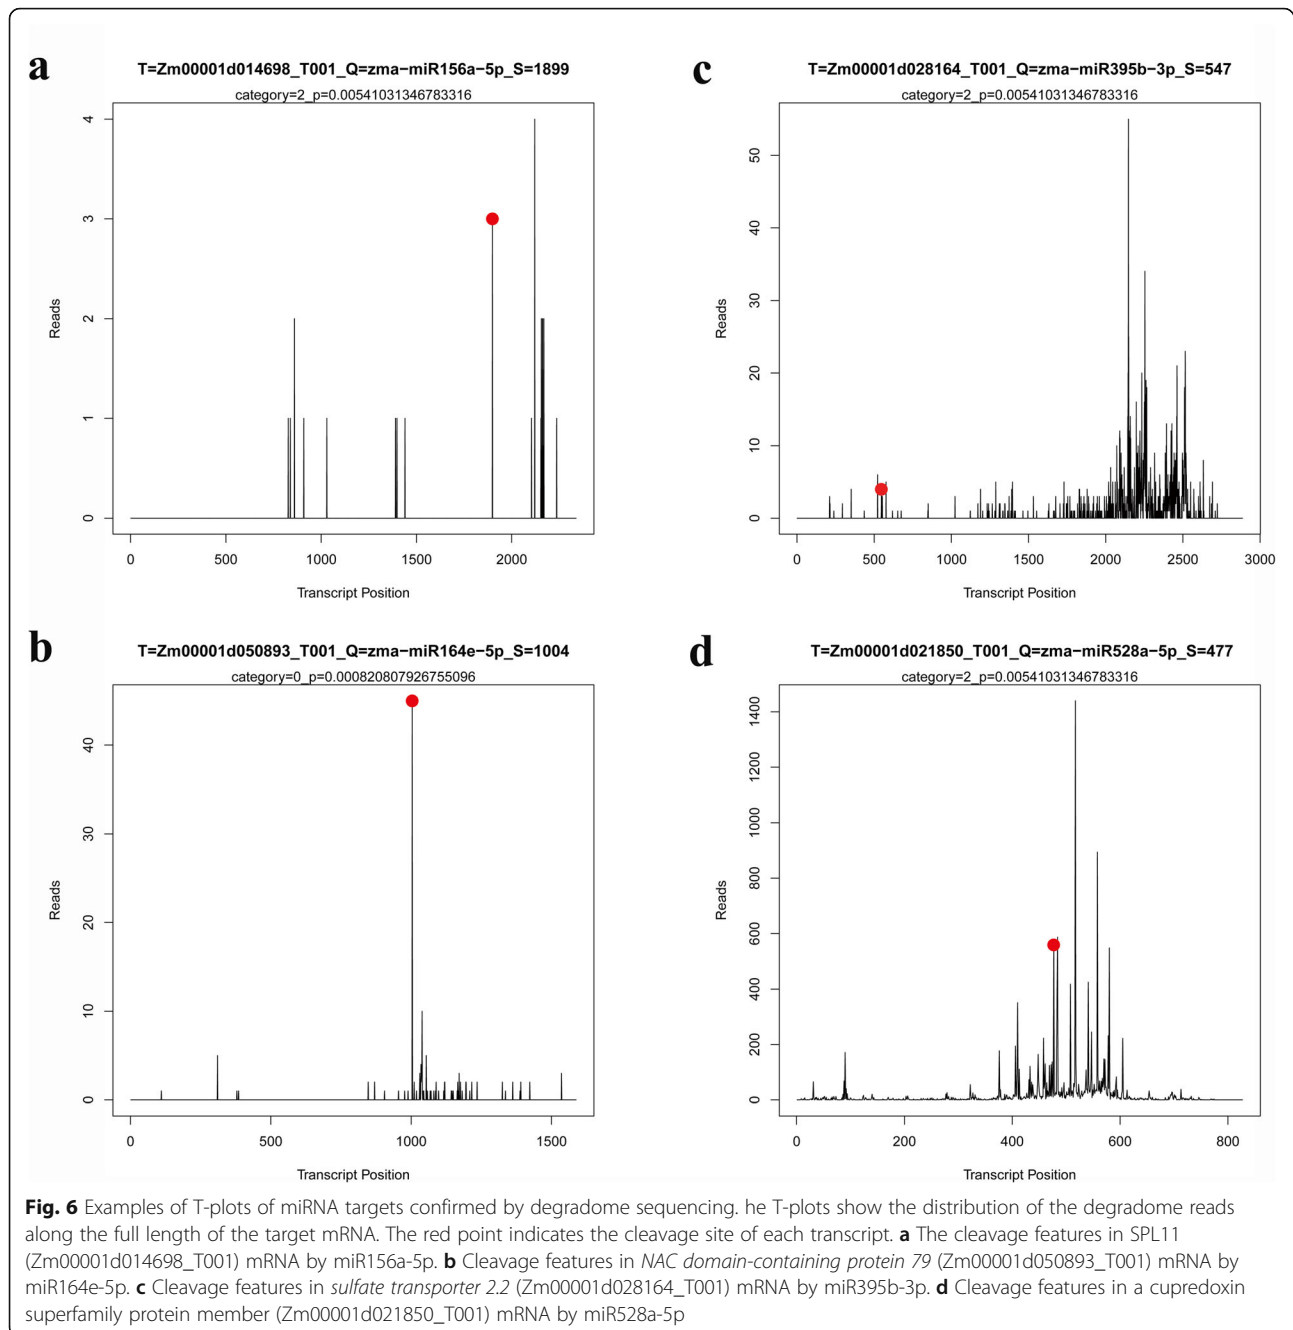 a
T=Zm00001d014698_T001_Q=zma−miR156a−5p_S=1899
category=2_p=0.00541031346783316
4
3
2
1
0
Reads
0 500 1000 1500 2000
Transcript Position
c
T=Zm00001d028164_T001_Q=zma−miR395b−3p_S=547
category=2_p=0.00541031346783316
50
40
30
20
10
0
Reads
0 500 1000 1500 2000 2500 3000
Transcript Position
b
T=Zm00001d050893_T001_Q=zma−miR164e−5p_S=1004
category=0_p=0.000820807926755096
40
30
20
10
0
Reads
0 500 1000 1500
Transcript Position
d
T=Zm00001d021850_T001_Q=zma−miR528a−5p_S=477
category=2_p=0.00541031346783316
1400
1200
1000
800
600
400
200
0
Reads
0 200 400 600 800
Transcript Position
Fig. 6 Examples of T-plots of miRNA targets confirmed by degradome sequencing. he T-plots show the distribution of the degradome reads
along the full length of the target mRNA. The red point indicates the cleavage site of each transcript. a The cleavage features in SPL11
(Zm00001d014698_T001) mRNA by miR156a-5p. b Cleavage features in NAC domain-containing protein 79 (Zm00001d050893_T001) mRNA by
miR164e-5p. c Cleavage features in sulfate transporter 2.2 (Zm00001d028164_T001) mRNA by miR395b-3p. d Cleavage features in a cupredoxin
superfamily protein member (Zm00001d021850_T001) mRNA by miR528a-5p